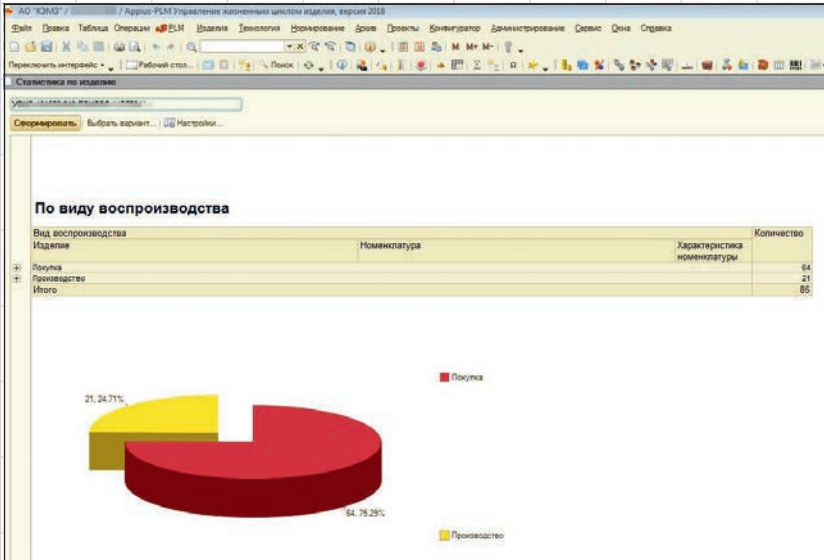 АО "КЭМЗ" / / Appius-PLM Управление жизненным циклом изделия, версия 2018
Файл Правка Таблица Операции PLM Изделия Технология Нормирование Архив Проекты Конфигуратор Администрирование Сервис Окна Справка
M M+ M-
Переключить интерфейс Рабочий стол... Поиск
Статистика по изделию
Сформировать Выбрать вариант... Настройки...
По виду воспроизводства
Вид воспроизводства Количество
Изделие Номенклатура Характеристика номенклатуры
Покупка 64
Производство 21
Итого 85
Покупка
21, 24.71%
64, 75.29%
Производство